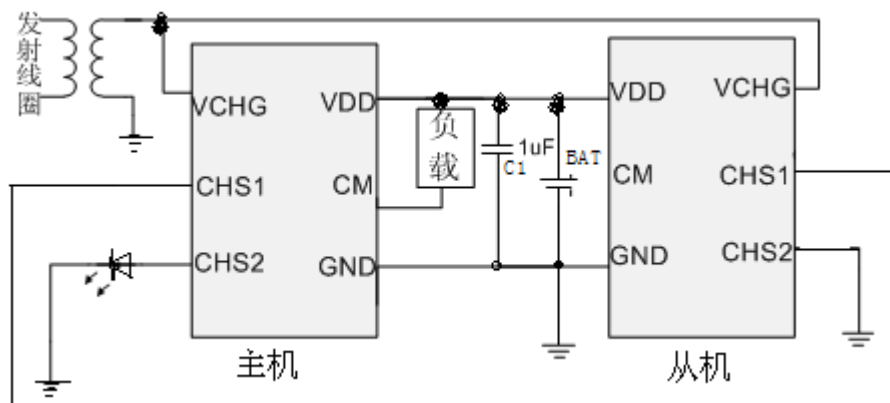 发射线圈
VCHG
CHS1
CHS2
VDD
CM
GND
主机
负载
1uF
C1
BAT
VDD
CM
GND
VCHG
CHS1
CHS2
从机